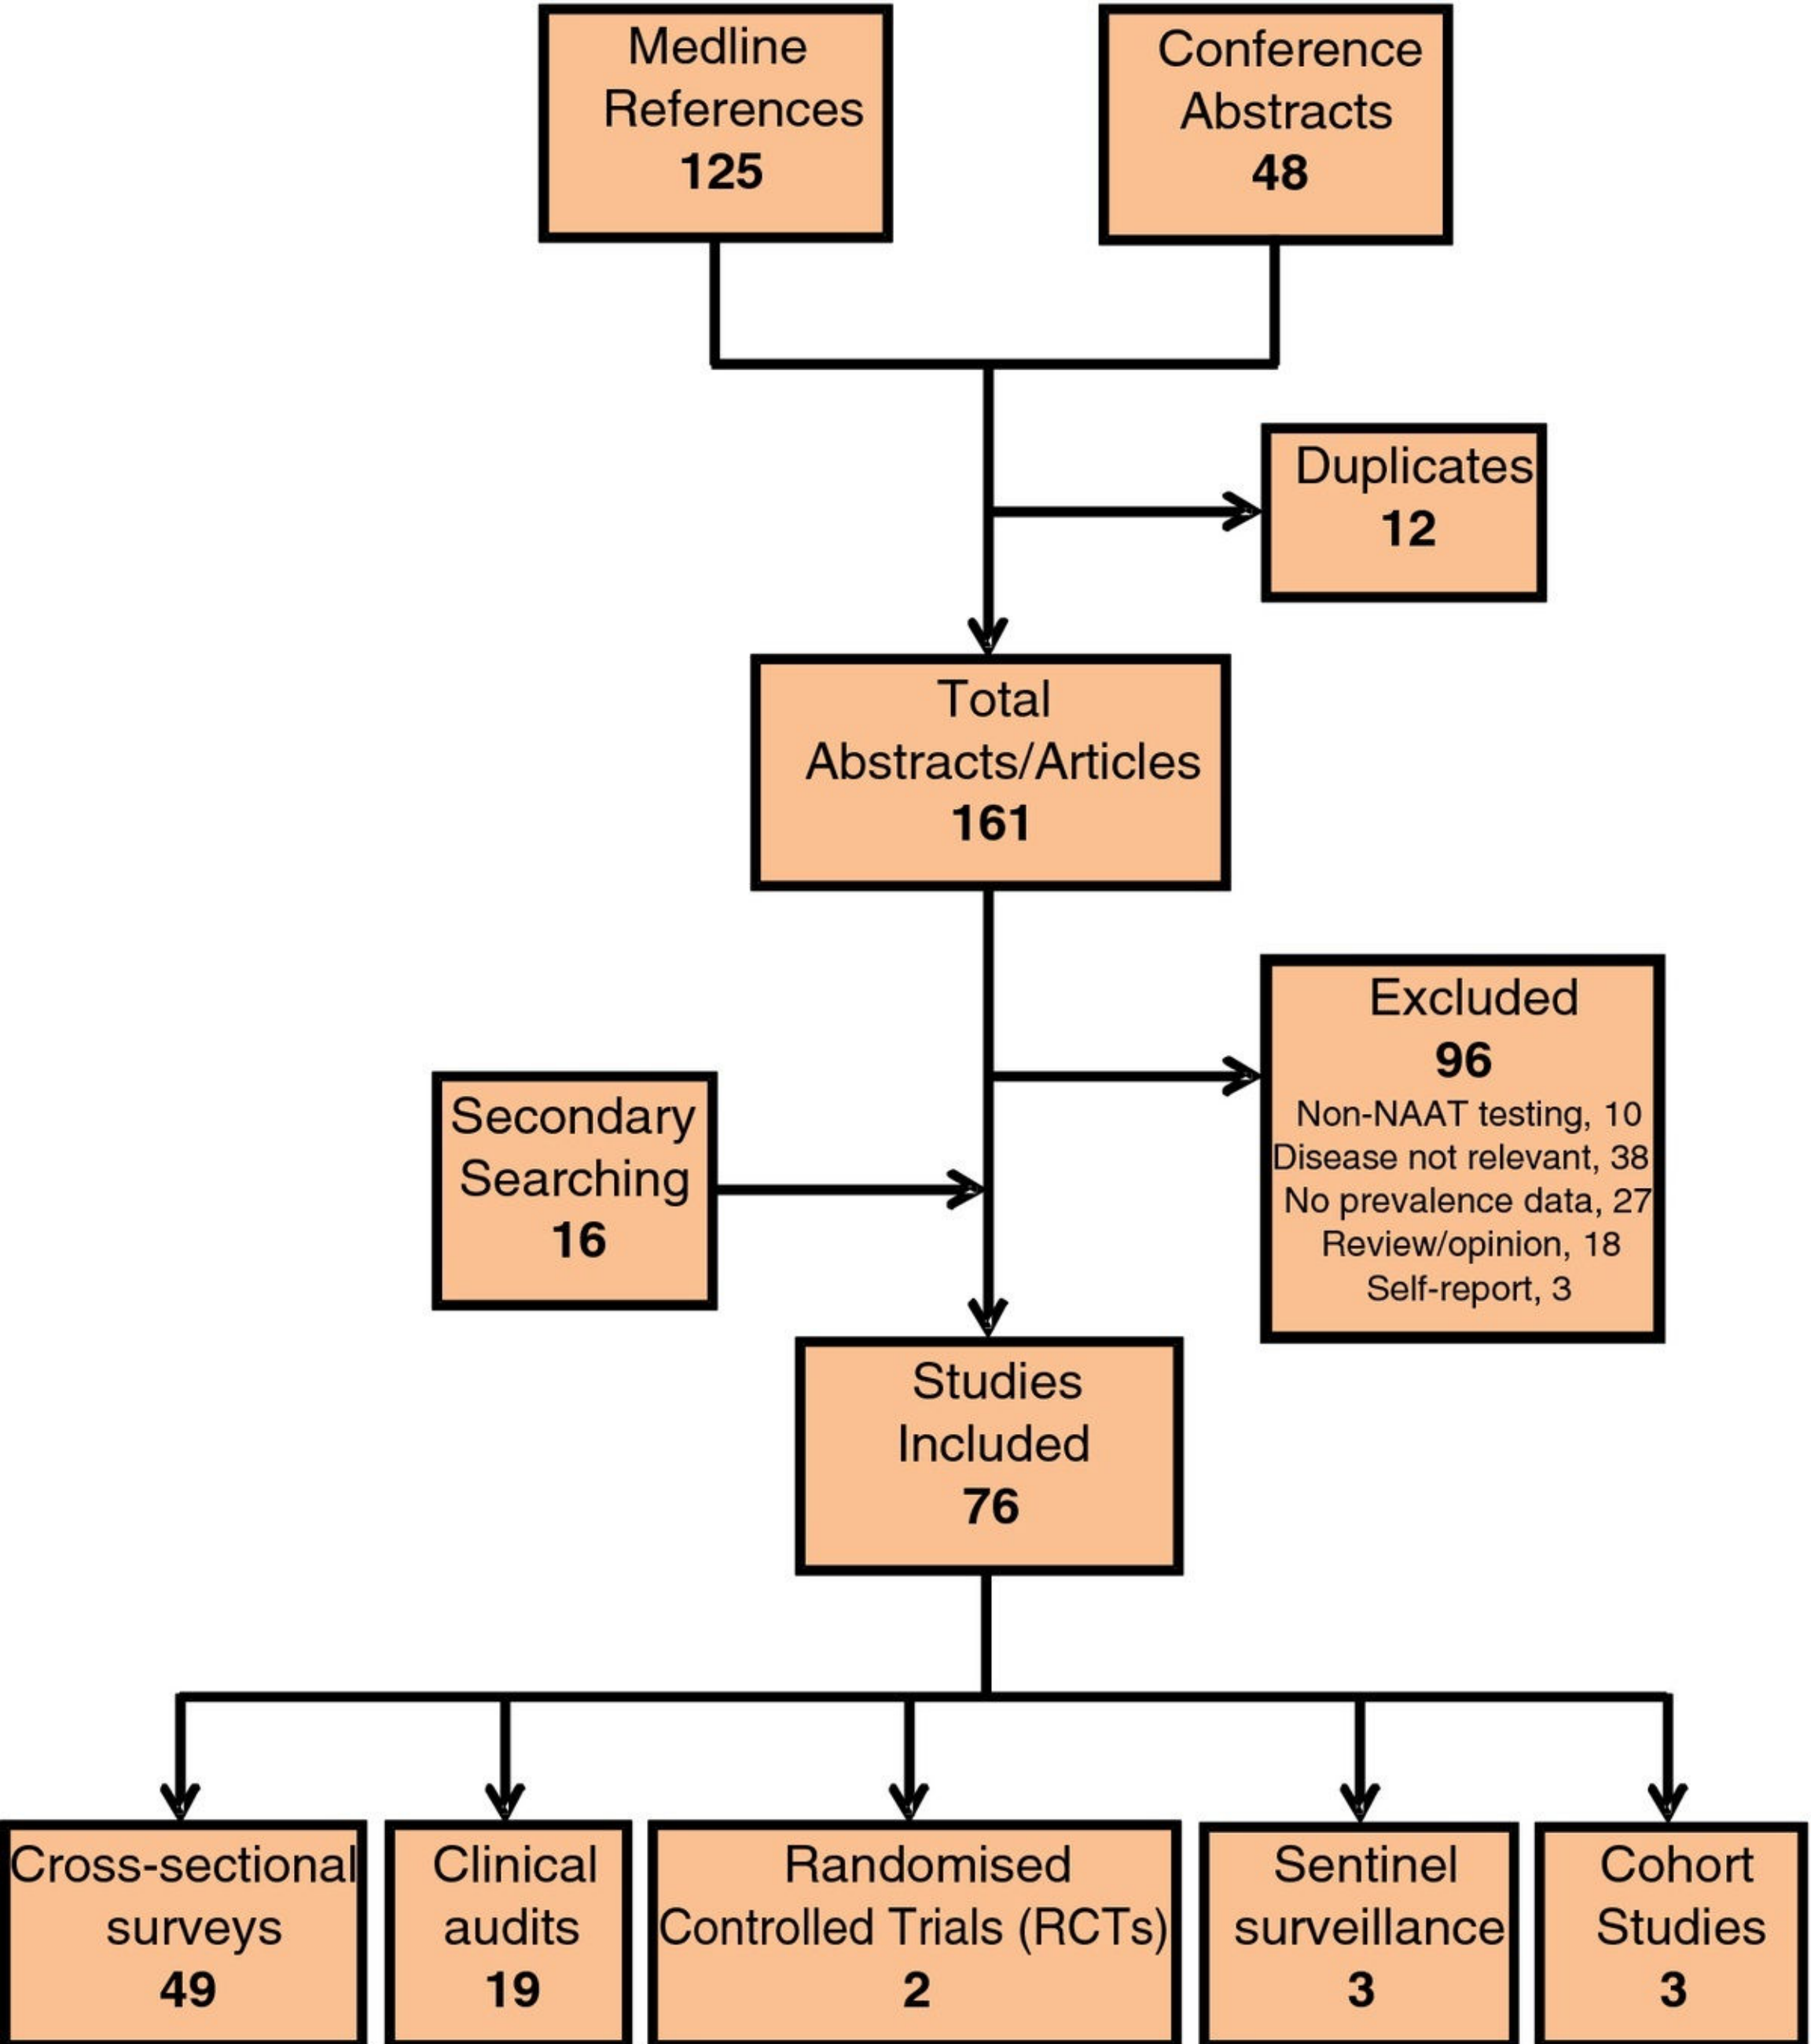 Medline
References
125
Conference
Abstracts
48
Duplicates
12
Total
Abstracts/Articles
161
Excluded
96
Non-NAAT testing, 10
Disease not relevant, 38
No prevalence data, 27
Review/opinion, 18
Self-report, 3
Secondary
Searching
16
Studies
Included
76
Cross-sectional
surveys
49
Clinical
audits
19
Randomised
Controlled Trials (RCTs)
2
Sentinel
surveillance
3
Cohort
Studies
3